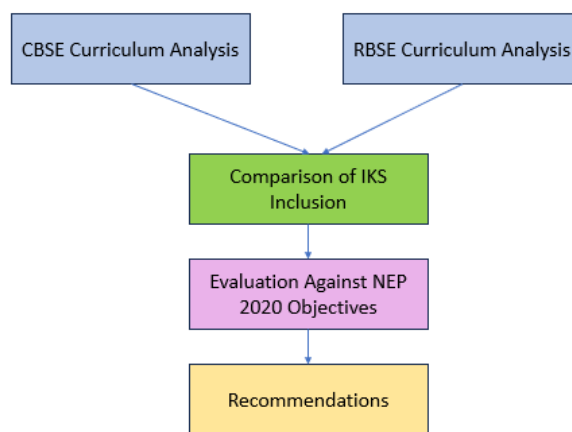 CBSE Curriculum Analysis
RBSE Curriculum Analysis
Comparison of IKS
Inclusion
Evaluation Against NEP
2020 Objectives
Recommendations